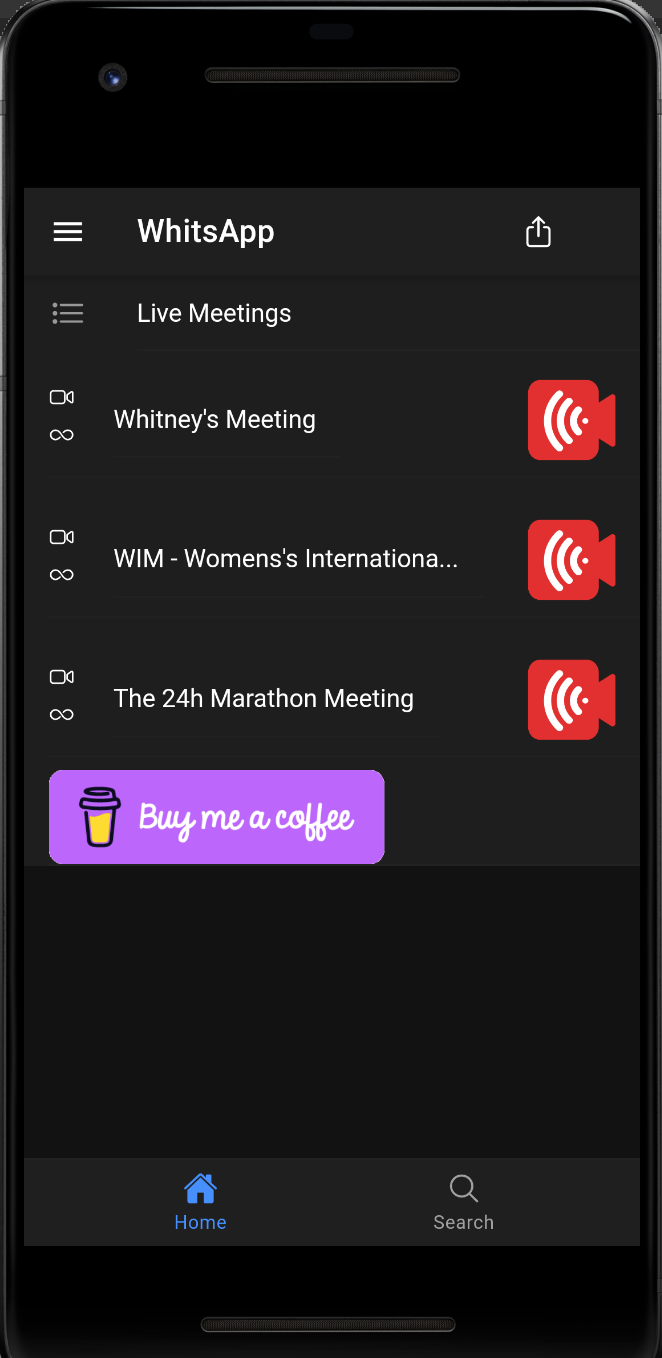 WhitsApp
Live Meetings
Whitney's Meeting
WIM - Womens's Internationa...
The 24h Marathon Meeting
Buy me a coffee
Home
Search